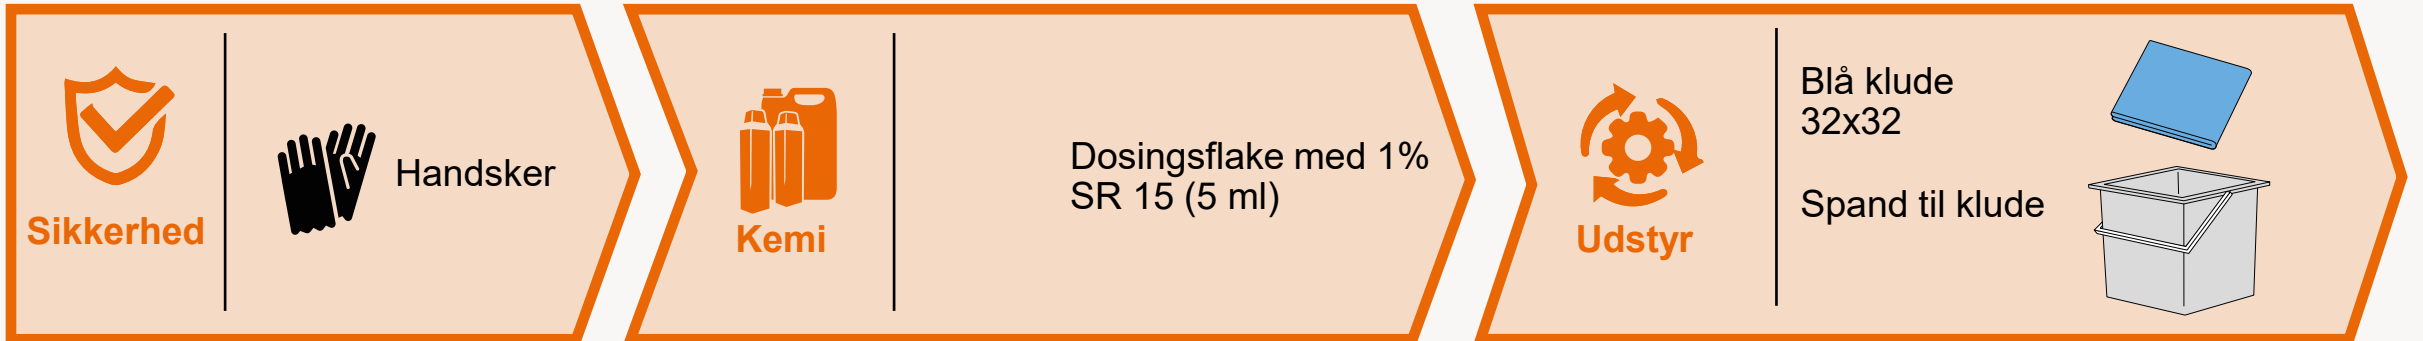 Sikkerhed
Handsker
Kemi
Dosingsflake med 1%
SR 15 (5 ml)
Udstyr
Blå klude
32x32
Spand til klude